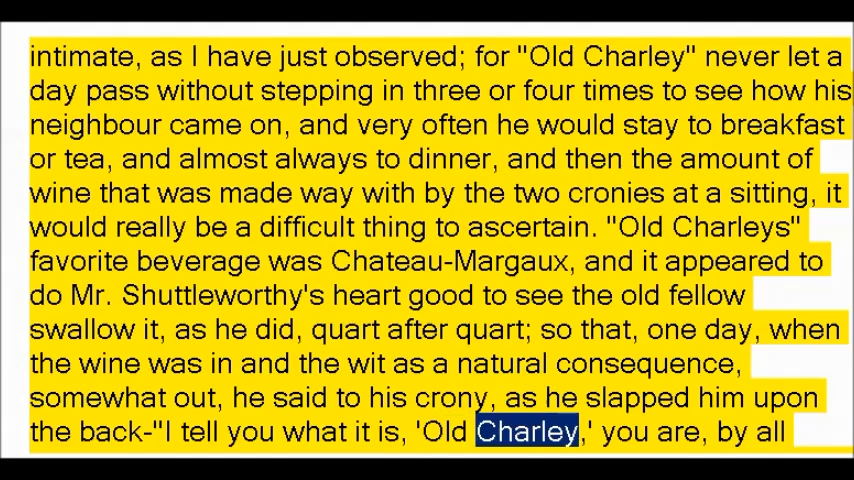 intimate, as I have just observed; for "Old Charley" never let a
day pass without stepping in three or four times to see how his
neighbour came on, and very often he would stay to breakfast
or tea, and almost always to dinner, and then the amount of
wine that was made way with by the two cronies at a sitting, it
would really be a difficult thing to ascertain. "Old Charleys"
favorite beverage was Chateau-Margaux, and it appeared to
do Mr. Shuttleworthy's heart good to see the old fellow
swallow it, as he did, quart after quart; so that, one day, when
the wine was in and the wit as a natural consequence,
somewhat out, he said to his crony, as he slapped him upon
the back-"I tell you what it is, 'Old Charley,' you are, by all